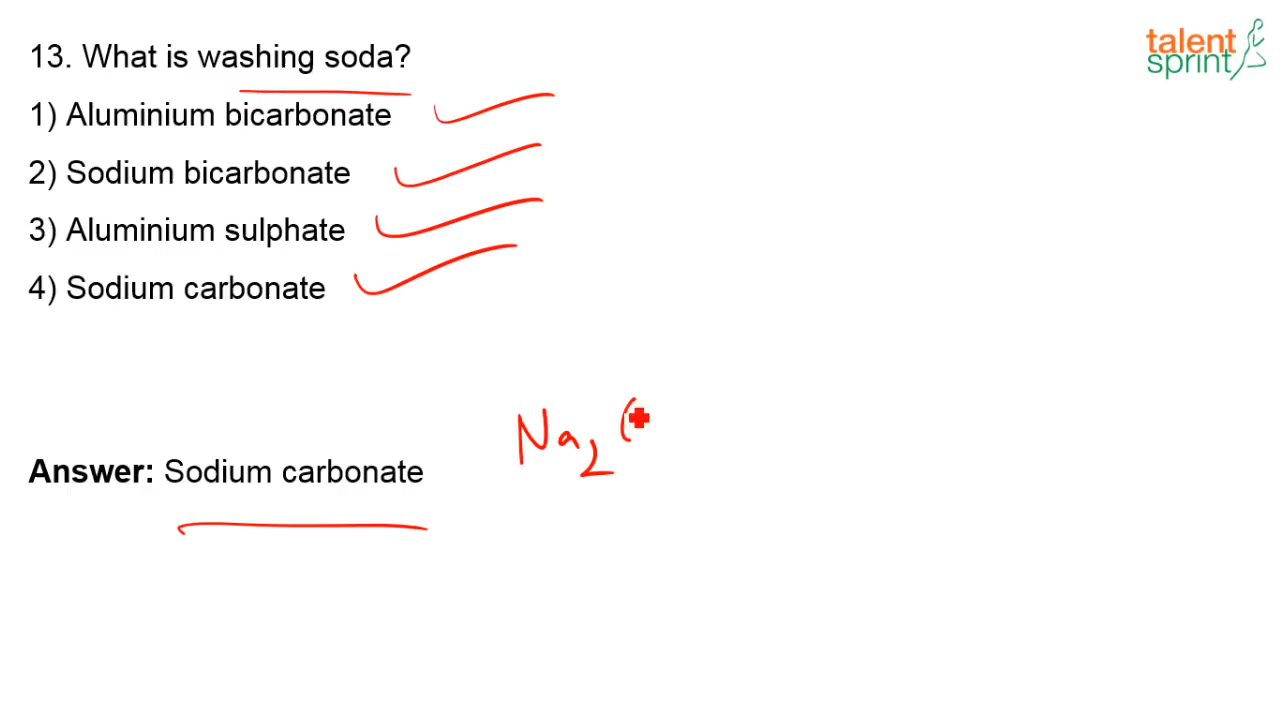 13. What is washing soda?
talent
sprint
1) Aluminium bicarbonate
2) Sodium bicarbonate
3) Aluminium sulphate
4) Sodium carbonate
Na2 (
Answer: Sodium carbonate